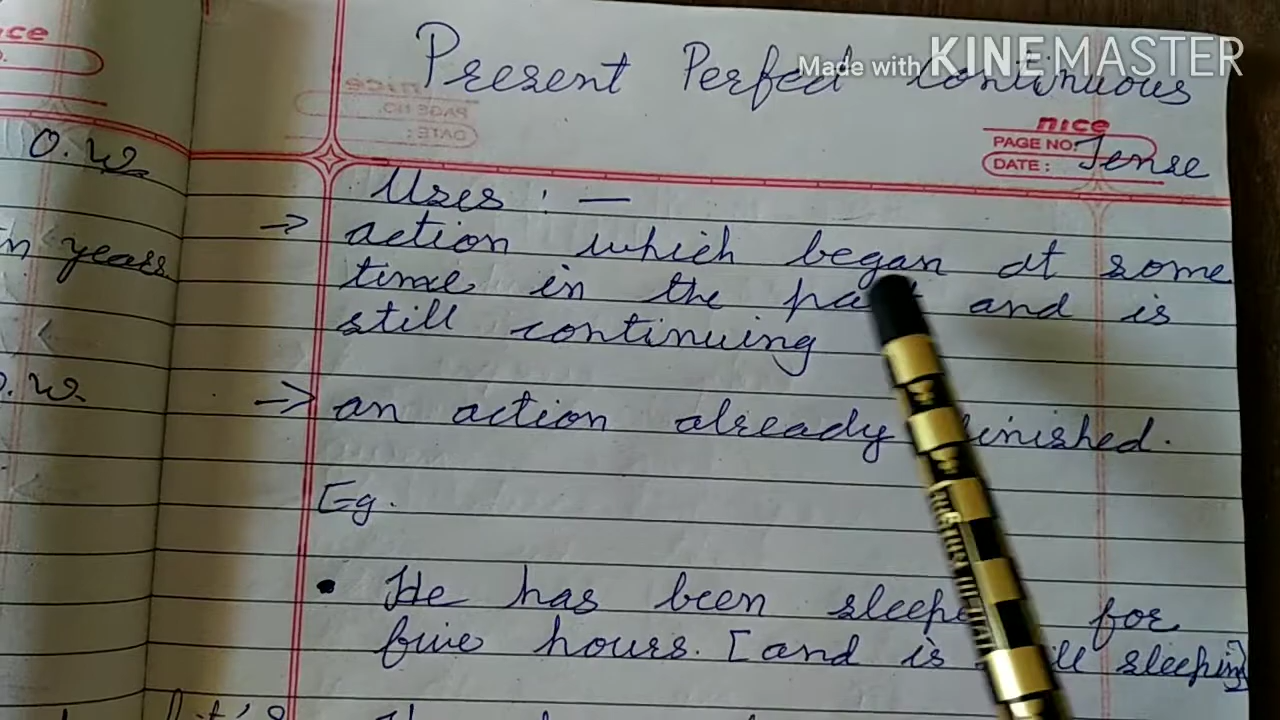 Present Perfect Continuous
Made with KINEMASTER
nice
PAGE NO.:
DATE:
Tense
O.W.
Uses : —
→ action which began at some
years
time in the and is
still continuing
→ an action already
Eg.
• He has been for
five hours. [and is sleeping]